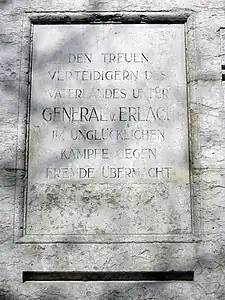 DEN TREUEN
VERTEIDIGERN DES
VATERLANDES UNTER
GENERAL v. ERLACH
IM UNGLÜCKLICHEN
KAMPFE GEGEN
FREMDE ÜBERMACHT